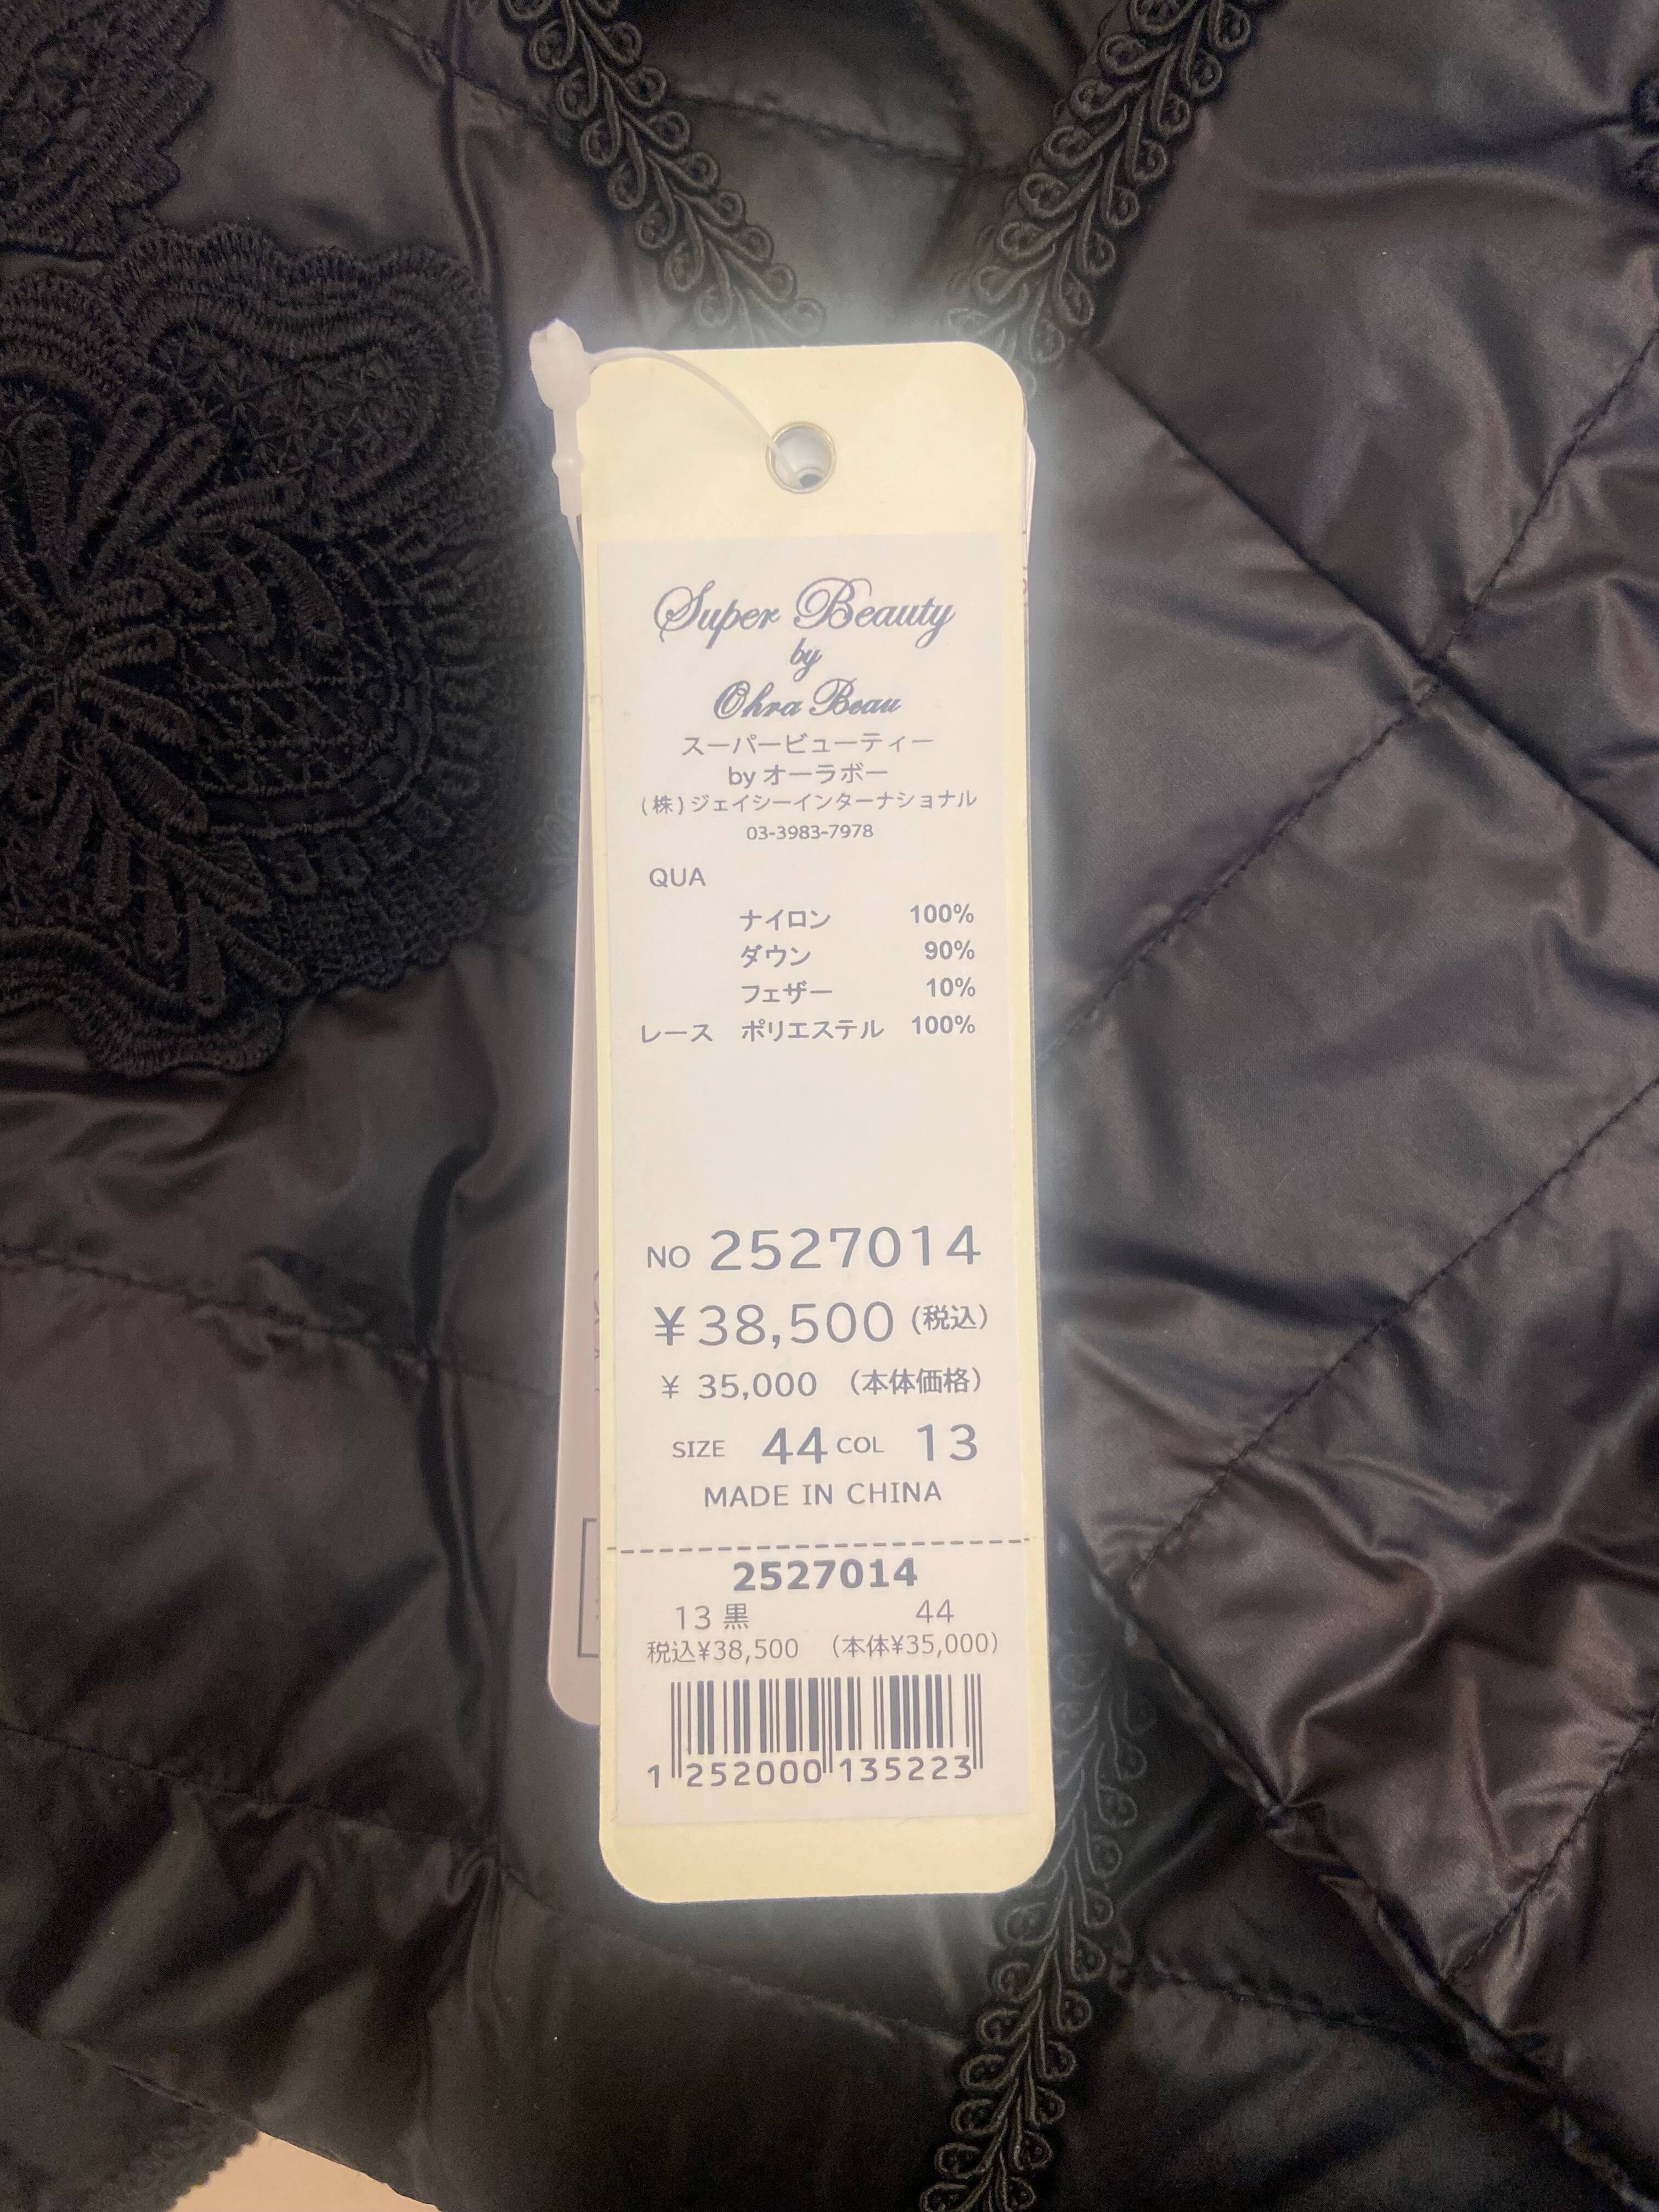 Super Beauty
by
Ohra Beau
スーパービューティー
by オーラボー
(株)ジェイシーインターナショナル
03-3983-7978
QUA
ナイロン 100%
ダウン 90%
フェザー 10%
レース ポリエステル 100%
NO 2527014
¥38,500 (税込)
¥ 35,000 (本体価格)
SIZE 44 COL 13
MADE IN CHINA
2527014
13 黒 44
税込¥38,500 (本体¥35,000)
1 252000 135223